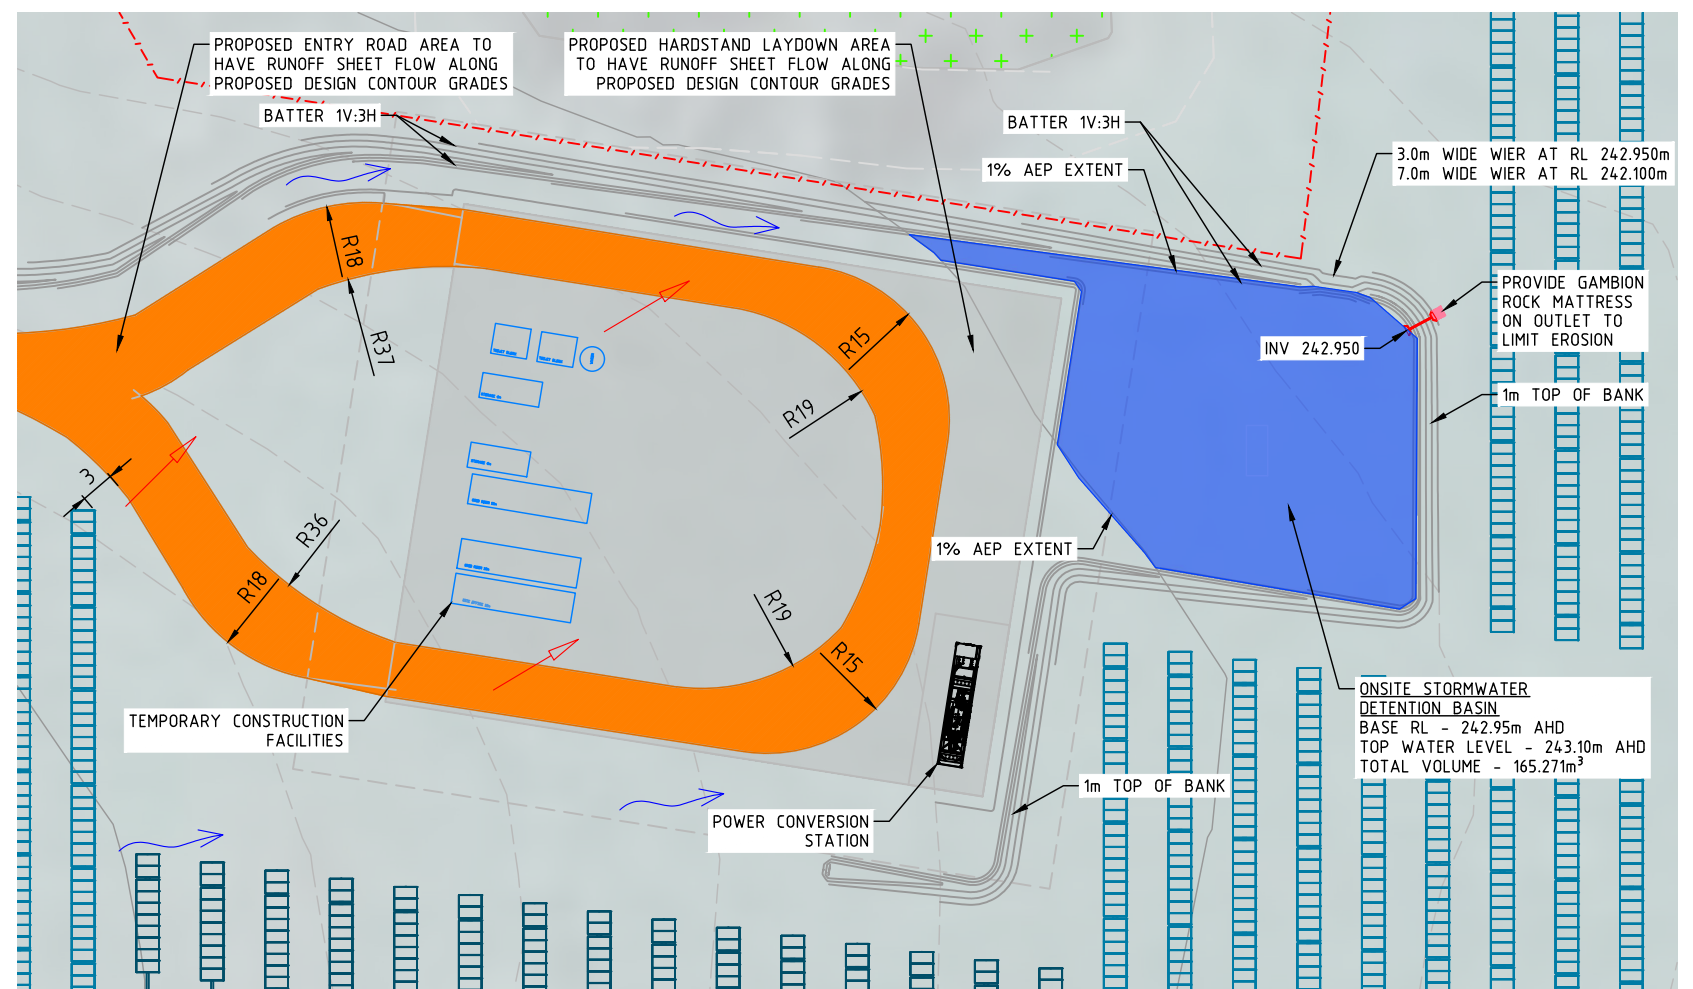 PROPOSED ENTRY ROAD AREA TO
HAVE RUNOFF SHEET FLOW ALONG
PROPOSED DESIGN CONTOUR GRADES
PROPOSED HARDSTAND LAYDOWN AREA
TO HAVE RUNOFF SHEET FLOW ALONG
PROPOSED DESIGN CONTOUR GRADES
BATTER 1V:3H
BATTER 1V:3H
1% AEP EXTENT
3.0m WIDE WIER AT RL 242.950m
7.0m WIDE WIER AT RL 242.100m
PROVIDE GAMBION
ROCK MATTRESS
ON OUTLET TO
LIMIT EROSION
INV 242.950
1m TOP OF BANK
R18
R37
R15
R19
3
R36
R18
R19
R15
1% AEP EXTENT
TEMPORARY CONSTRUCTION
FACILITIES
ONSITE STORMWATER
DETENTION BASIN
BASE RL - 242.95m AHD
TOP WATER LEVEL - 243.10m AHD
TOTAL VOLUME - 165.271m³
1m TOP OF BANK
POWER CONVERSION
STATION